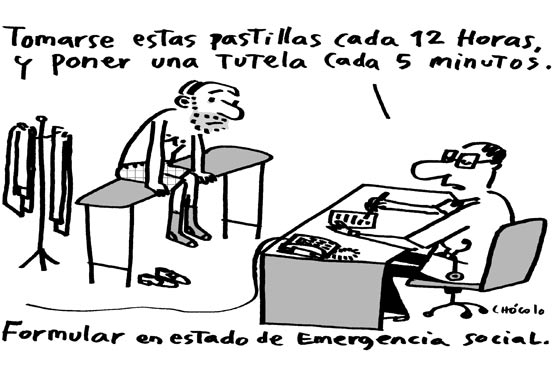 Tomarse estas pastillas cada 12 Horas,
y poner una tutela cada 5 minutos.
chócolo
Formular en estado de Emergencia social.